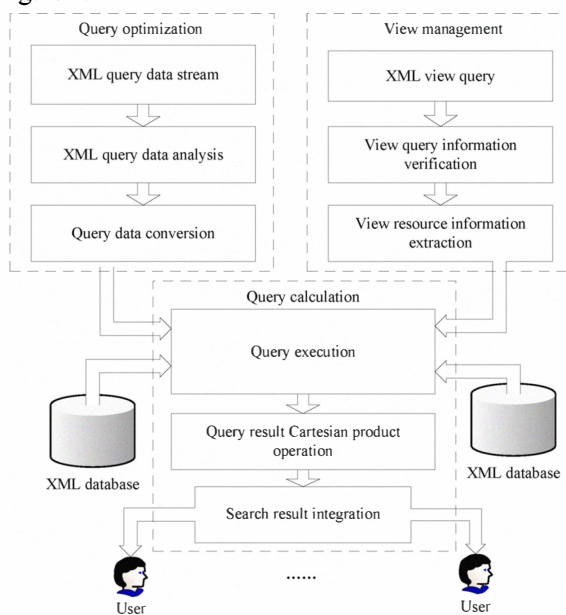 Query optimization
XML query data stream
XML query data analysis
Query data conversion
View management
XML view query
View query information
verification
View resource information
extraction
Query calculation
Query execution
Query result Cartesian product
operation
Search result integration
XML database
XML database
User
......
User